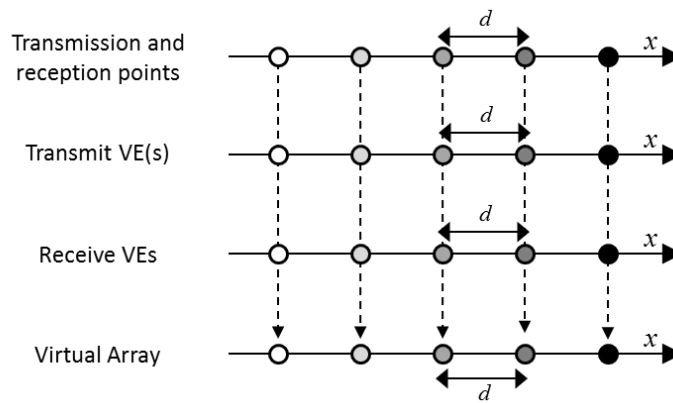 d
Transmission and
reception points
x
d
Transmit VE(s)
x
d
Receive VEs
x
Virtual Array
x
d